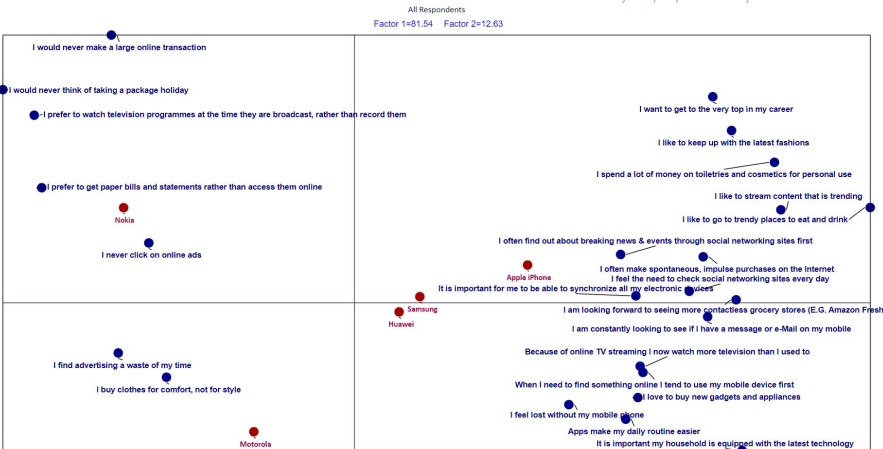 All Respondents
Factor 1=81.54 Factor 2=12.63
I would never make a large online transaction
I would never think of taking a package holiday
I want to get to the very top in my career
I prefer to watch television programmes at the time they are broadcast, rather than record them
I like to keep up with the latest fashions
I spend a lot of money on toiletries and cosmetics for personal use
I prefer to get paper bills and statements rather than access them online
I like to stream content that is trending
Nokia
I like to go to trendy places to eat and drink
I often find out about breaking news & events through social networking sites first
I never click on online ads
I often make spontaneous, impulse purchases on the Internet
Apple iPhone
I feel the need to check social networking sites every day
It is important for me to be able to synchronize all my electronic devices
Samsung
I am looking forward to seeing more contactless grocery stores (E.G. Amazon Fresh
Huawei
I am constantly looking to see if I have a message or e-Mail on my mobile
Because of online TV streaming I now watch more television than I used to
I find advertising a waste of my time
When I need to find something online I tend to use my mobile device first
I buy clothes for comfort, not for style
I love to buy new gadgets and appliances
I feel lost without my mobile phone
Apps make my daily routine easier
Motorola
It is important my household is equipped with the latest technology